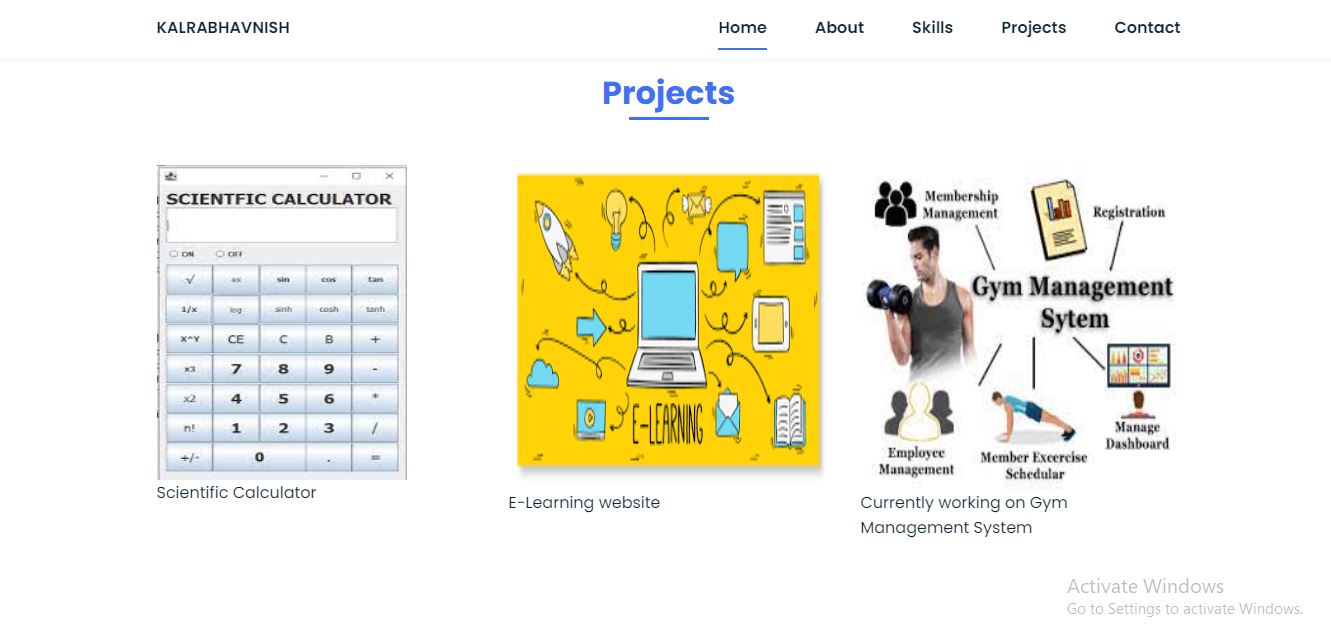 KALRABHAVNISH
Home About Skills Projects Contact
Projects
SCIENTFIC CALCULATOR
ON OFF
√ sin cos tan
1/x log sinh cosh tanh
X^Y CE C B +
x3 7 8 9 -
x2 4 5 6 *
n! 1 2 3 /
+/- 0 . =
Scientific Calculator
E-LEARNING
E-Learning website
Membership
Management
Registration
Gym Management
Sytem
Employee
Management
Member Excercise
Schedular
Manage
Dashboard
Currently working on Gym
Management System
Activate Windows
Go to Settings to activate Windows.